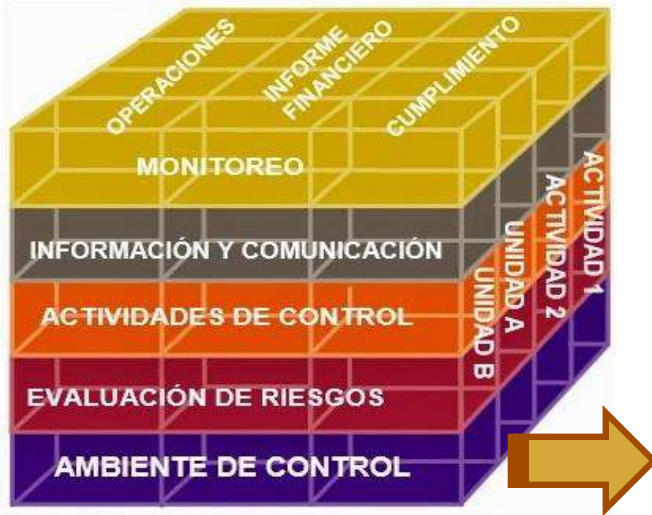 OPERACIONES
INFORME
FINANCIERO
CUMPLIMIENTO
MONITOREO
INFORMACIÓN Y COMUNICACIÓN
ACTIVIDADES DE CONTROL
EVALUACIÓN DE RIESGOS
AMBIENTE DE CONTROL
UNIDAD B
UNIDAD A
ACTIVIDAD 2
ACTIVIDAD 1